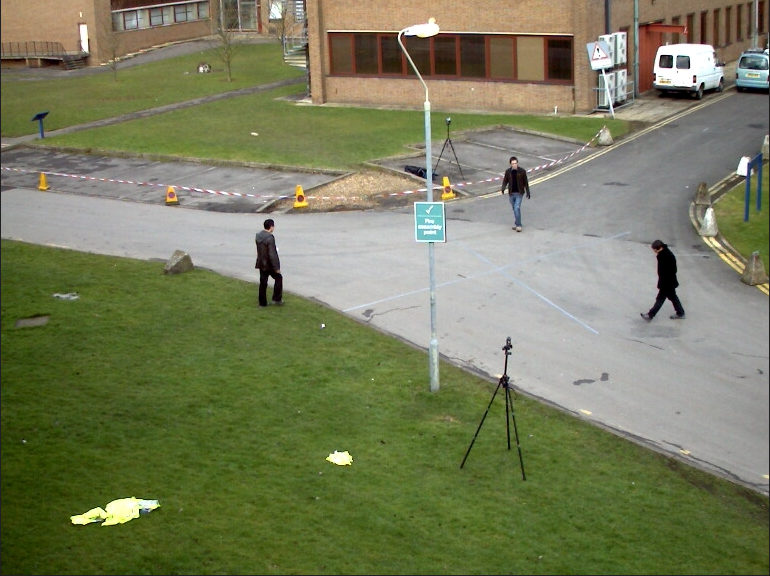 Fire
assembly
point